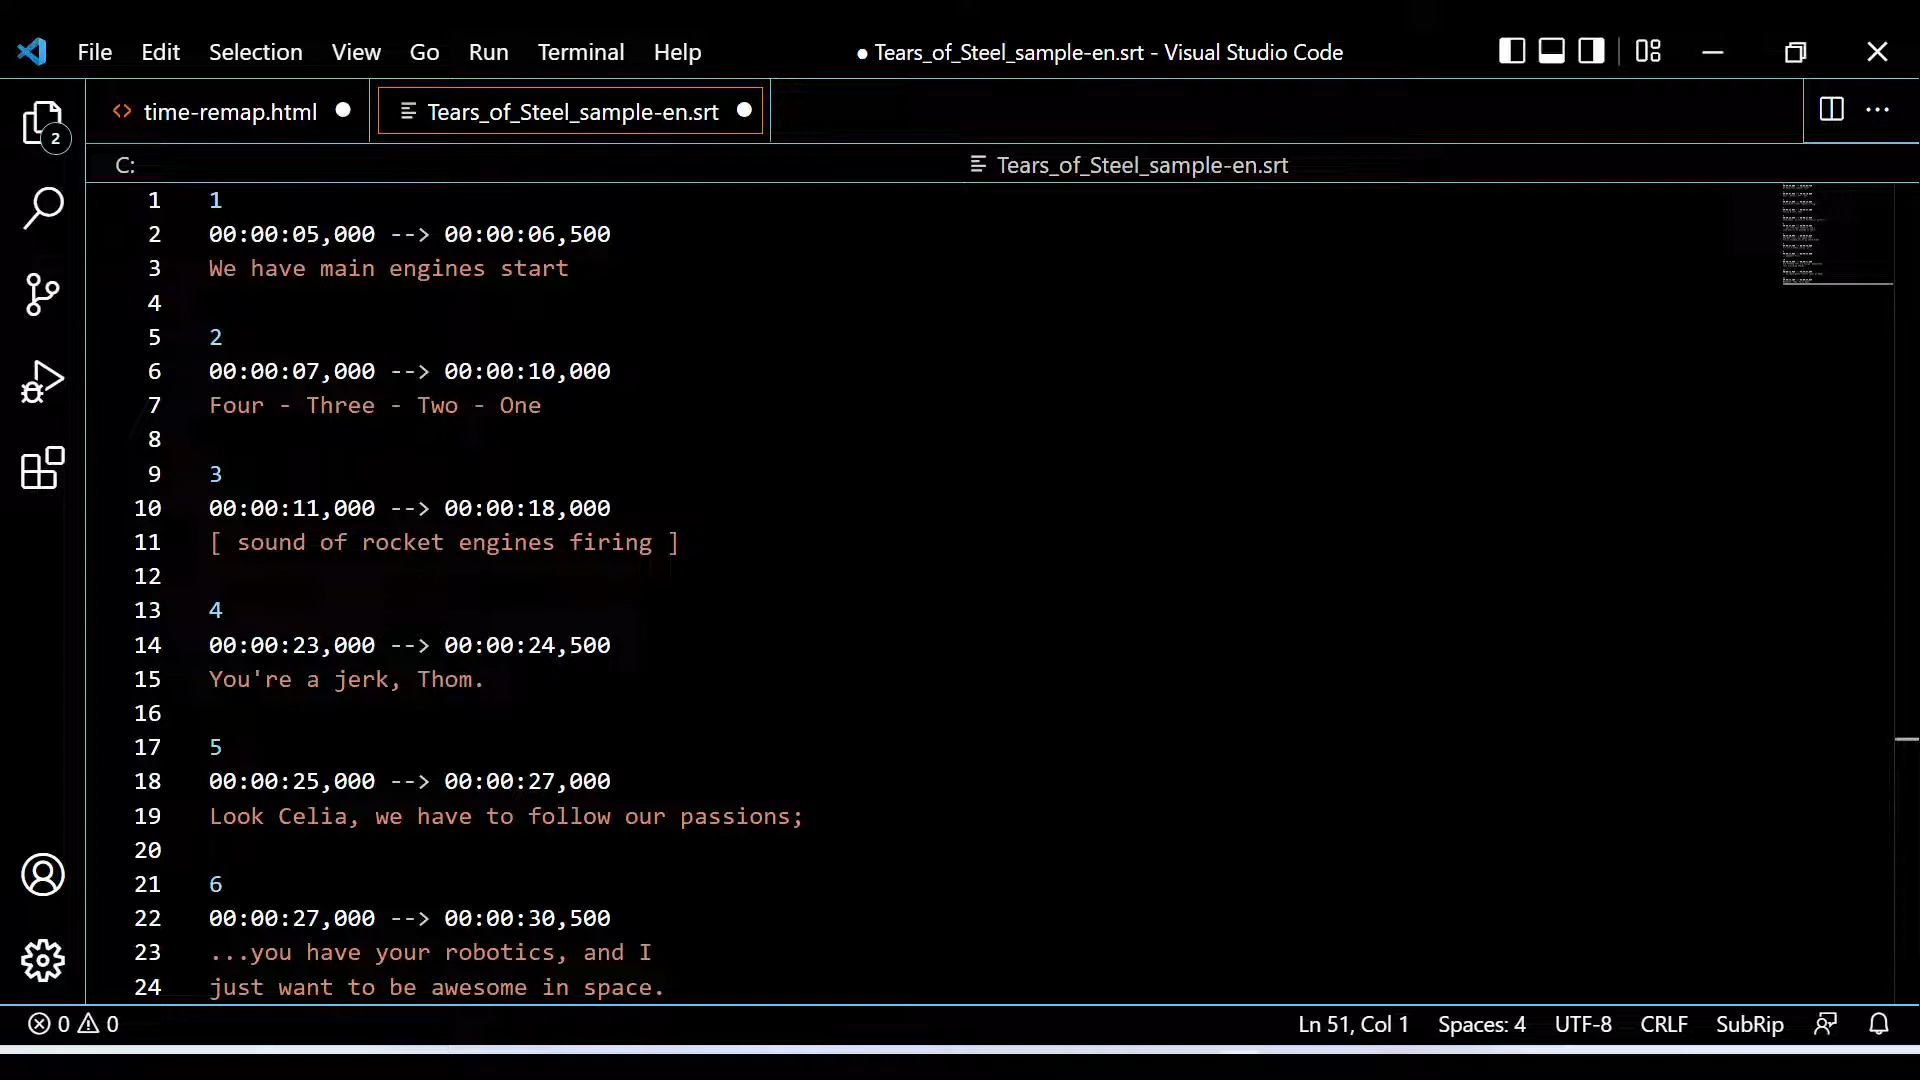 File Edit Selection View Go Run Terminal Help
● Tears_of_Steel_sample-en.srt - Visual Studio Code
time-remap.html
Tears_of_Steel_sample-en.srt
2
C:
Tears_of_Steel_sample-en.srt
1 1
2 00:00:05,000 --> 00:00:06,500
3 We have main engines start
4
5 2
6 00:00:07,000 --> 00:00:10,000
7 Four - Three - Two - One
8
9 3
10 00:00:11,000 --> 00:00:18,000
11 [ sound of rocket engines firing ]
12
13 4
14 00:00:23,000 --> 00:00:24,500
15 You're a jerk, Thom.
16
17 5
18 00:00:25,000 --> 00:00:27,000
19 Look Celia, we have to follow our passions;
20
21 6
22 00:00:27,000 --> 00:00:30,500
23 ...you have your robotics, and I
24 just want to be awesome in space.
0 0
Ln 51, Col 1 Spaces: 4 UTF-8 CRLF SubRip